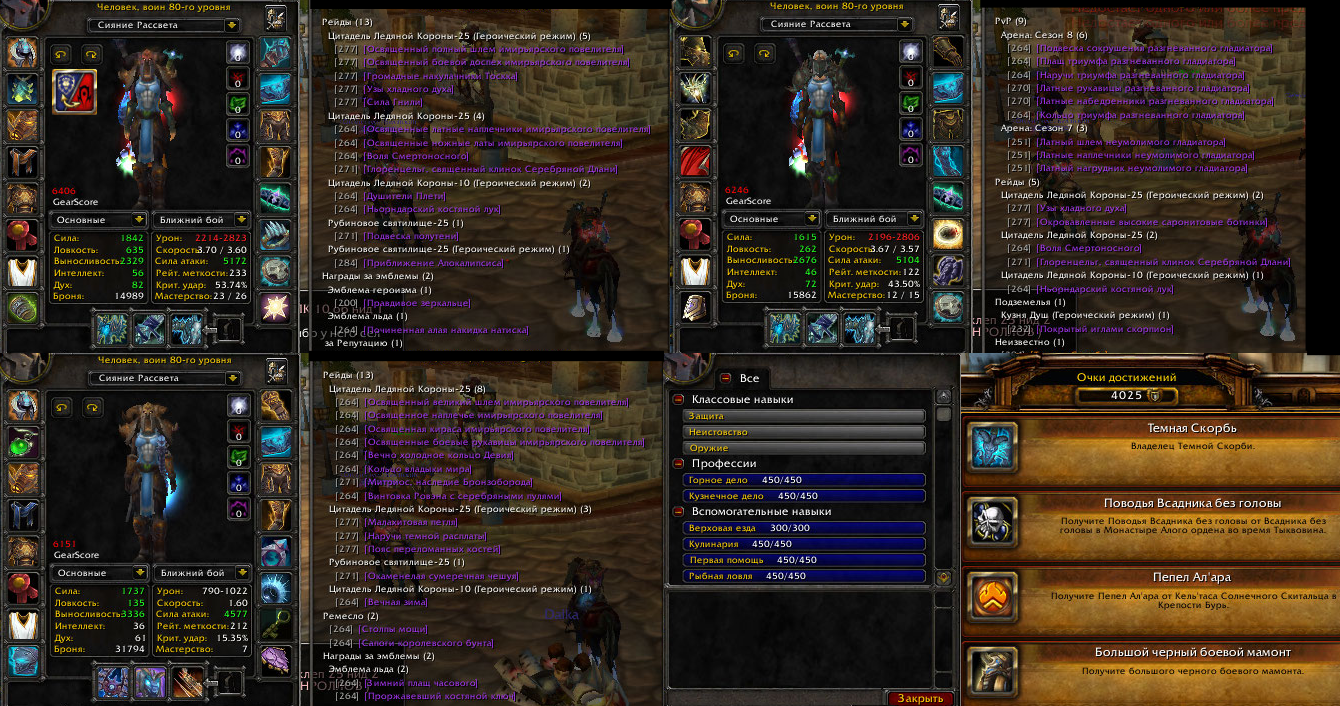 Человек, воин 80-го уровня
Сияние Рассвета
6406
GearScore
Основные
Ближний бой
Сила: 1842
Ловкость: 635
Выносливость: 2329
Интеллект: 56
Дух: 82
Броня: 14989
Урон: 2214-2823
Скорость: 3.70 / 3.60
Сила атаки: 5172
Рейт. меткости: 233
Крит. удар: 53.74%
Мастерство: 23 / 26
Рейды (13)
Цитадель Ледяной Короны-25 (Героический режим) (5)
[277] [Освященный полный шлем имирьярского повелителя]
[277] [Освященный боевой доспех имирьярского повелителя]
[277] [Громадные накулачники Тоскка]
[277] [Узы хладного духа]
[277] [Сила Гнили]
Цитадель Ледяной Короны-25 (4)
[264] [Освященные латные наплечники имирьярского повелителя]
[264] [Освященные ножные латы имирьярского повелителя]
[264] [Воля Смертоносного]
[271] [Глоренцельг, священный клинок Серебряной Длани]
Цитадель Ледяной Короны-10 (Героический режим) (2)
[264] [Душители Плети]
[264] [Ньорндарский костяной лук]
Рубиновое святилище-25 (1)
[271] [Подвеска полутени]
Рубиновое святилище-25 (Героический режим) (1)
[284] [Приближение Апокалипсиса]
Награды за эмблемы (2)
Эмблема героизма (1)
[200] [Правдивое зеркальце]
Эмблема льда (1)
[264] [Починенная алая накидка натиска]
за Репутацию (1)
Человек, воин 80-го уровня
Сияние Рассвета
6246
GearScore
Основные
Ближний бой
Сила: 1615
Ловкость: 262
Выносливость: 2676
Интеллект: 46
Дух: 72
Броня: 15862
Урон: 2196-2806
Скорость: 3.67 / 3.57
Сила атаки: 5104
Рейт. меткости: 122
Крит. удар: 43.50%
Мастерство: 12 / 15
PvP (9)
Арена: Сезон 8 (6)
[264] [Подвеска сокрушения разгневанного гладиатора]
[264] [Плащ триумфа разгневанного гладиатора]
[264] [Наручи триумфа разгневанного гладиатора]
[270] [Латные рукавицы разгневанного гладиатора]
[270] [Латные набедренники разгневанного гладиатора]
[264] [Кольцо триумфа разгневанного гладиатора]
Арена: Сезон 7 (3)
[251] [Латный шлем неумолимого гладиатора]
[251] [Латные наплечники неумолимого гладиатора]
[251] [Латный нагрудник неумолимого гладиатора]
Рейды (5)
Цитадель Ледяной Короны-25 (Героический режим) (2)
[277] [Узы хладного духа]
[277] [Окровавленные высокие саронитовые ботинки]
Цитадель Ледяной Короны-25 (2)
[264] [Воля Смертоносного]
[271] [Глоренцельг, священный клинок Серебряной Длани]
Цитадель Ледяной Короны-10 (Героический режим) (1)
[264] [Ньорндарский костяной лук]
Подземелья (1)
Кузня Душ (Героический режим) (1)
[232] [Покрытый иглами скорпион]
Неизвестно (1)
Человек, воин 80-го уровня
Сияние Рассвета
6151
GearScore
Основные
Ближний бой
Сила: 1737
Ловкость: 135
Выносливость: 3336
Интеллект: 36
Дух: 61
Броня: 31794
Урон: 790-1022
Скорость: 1.60
Сила атаки: 4577
Рейт. меткости: 212
Крит. удар: 15.35%
Мастерство: 7
Рейды (13)
Цитадель Ледяной Короны-25 (8)
[264] [Освященный великий шлем имирьярского повелителя]
[264] [Освященное наплечье имирьярского повелителя]
[264] [Освященная кираса имирьярского повелителя]
[264] [Освященные боевые рукавицы имирьярского повелителя]
[264] [Вечно холодное кольцо Девин]
[264] [Кольцо владыки мира]
[271] [Митриос, наследие Бронзоборода]
[264] [Винтовка Ровэна с серебряными пулями]
Цитадель Ледяной Короны-25 (Героический режим) (3)
[277] [Малахитовая петля]
[277] [Наручи темной расплаты]
[277] [Пояс переломанных костей]
Рубиновое святилище-25 (1)
[271] [Окаменелая сумеречная чешуя]
Цитадель Ледяной Короны-10 (Героический режим) (1)
[264] [Вечная зима]
Ремесло (2)
[264] [Столпы мощи]
[264] [Сапоги королевского бунта]
Награды за эмблемы (2)
Эмблема льда (2)
[264] [Зимний плащ часового]
[264] [Проржавевший костяной ключ]
Все
Классовые навыки
Защита
Неистовство
Оружие
Профессии
Горное дело 450/450
Кузнечное дело 450/450
Вспомогательные навыки
Верховая езда 300/300
Кулинария 450/450
Первая помощь 450/450
Рыбная ловля 450/450
Закрыть
Очки достижений
4025
Темная Скорбь
Владелец Темной Скорби.
Поводья Всадника без головы
Получите Поводья Всадника без головы от Всадника без
головы в Монастыре Алого ордена во время Тыквовина.
Пепел Ал'ара
Получите Пепел Ал'ара от Кель'таса Солнечного Скитальца в
Крепости Бурь.
Большой черный боевой мамонт
Получите большого черного боевого мамонта.